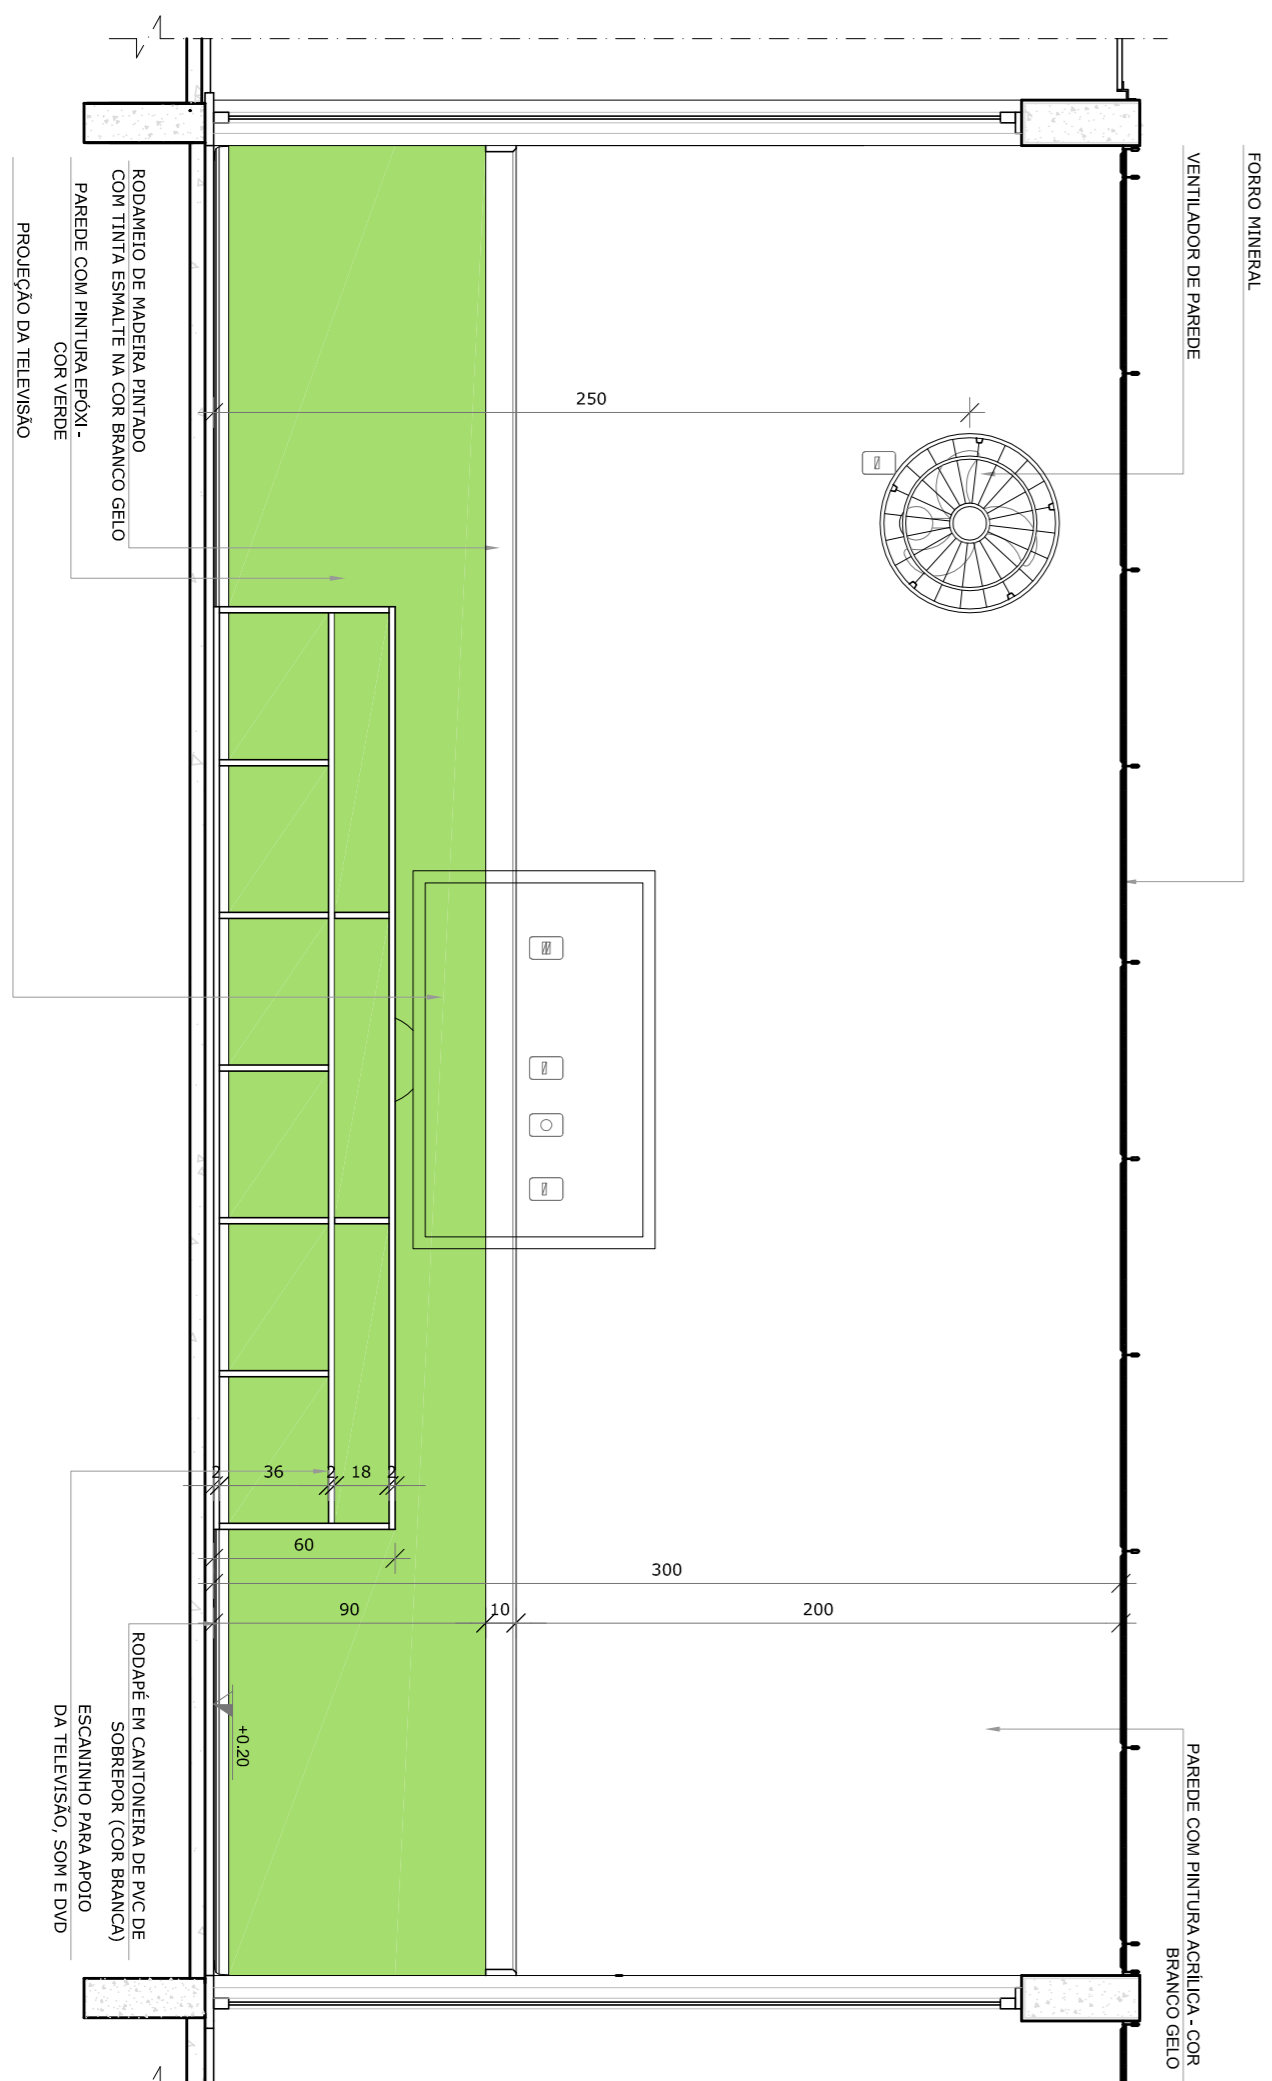 FORRO MINERAL
VENTILADOR DE PAREDE
PAREDE COM PINTURA ACRÍLICA - COR
BRANCO GELO
250
300
200
10
90
60
2
18
2
36
2
+0.20
RODAMEIO DE MADEIRA PINTADO
COM TINTA ESMALTE NA COR BRANCO GELO
PAREDE COM PINTURA EPÓXI -
COR VERDE
PROJEÇÃO DA TELEVISÃO
RODAPÉ EM CANTONEIRA DE PVC DE
SOBREPOR (COR BRANCA)
ESCANINHO PARA APOIO
DA TELEVISÃO, SOM E DVD